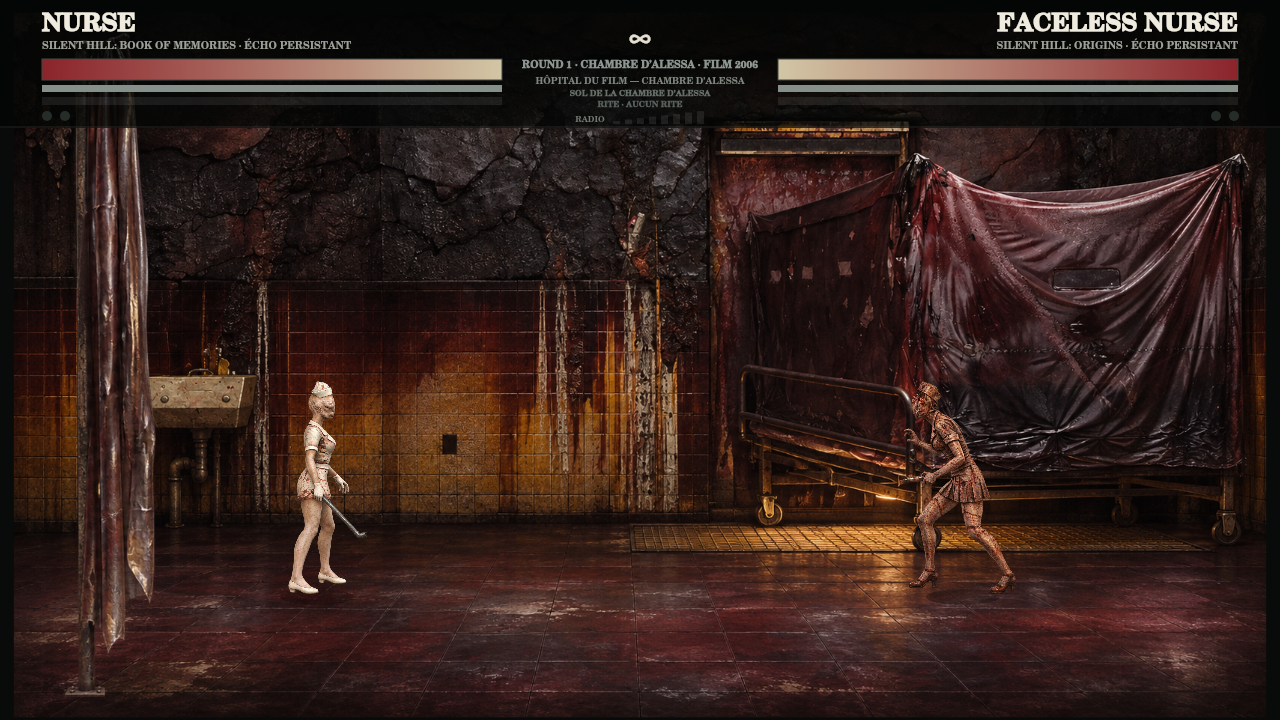 NURSE
SILENT HILL: BOOK OF MEMORIES · ÉCHO PERSISTANT
∞
ROUND 1 · CHAMBRE D'ALESSA · FILM 2006
HÔPITAL DU FILM — CHAMBRE D'ALESSA
SOL DE LA CHAMBRE D'ALESSA
RITE · AUCUN RITE
RADIO
FACELESS NURSE
SILENT HILL: ORIGINS · ÉCHO PERSISTANT